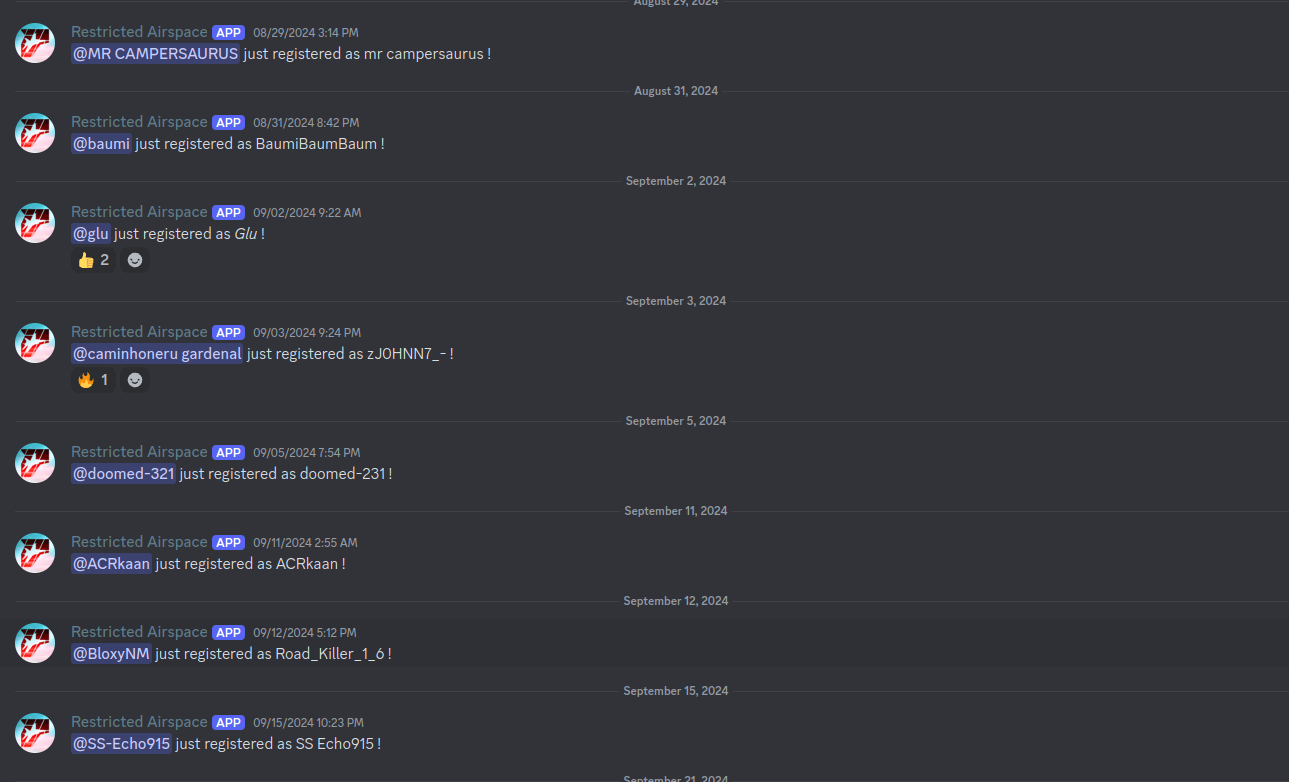 August 29, 2024
Restricted Airspace APP 08/29/2024 3:14 PM
@MR CAMPERSAURUS just registered as mr campersaurus !
August 31, 2024
Restricted Airspace APP 08/31/2024 8:42 PM
@baumi just registered as BaumiBaumBaum !
September 2, 2024
Restricted Airspace APP 09/02/2024 9:22 AM
@glu just registered as Glu !
2
September 3, 2024
Restricted Airspace APP 09/03/2024 9:24 PM
@caminhoneru gardenal just registered as zJ0HNN7_- !
1
September 5, 2024
Restricted Airspace APP 09/05/2024 7:54 PM
@doomed-321 just registered as doomed-231 !
September 11, 2024
Restricted Airspace APP 09/11/2024 2:55 AM
@ACRkaan just registered as ACRkaan !
September 12, 2024
Restricted Airspace APP 09/12/2024 5:12 PM
@BloxyNM just registered as Road_Killer_1_6 !
September 15, 2024
Restricted Airspace APP 09/15/2024 10:23 PM
@SS-Echo915 just registered as SS Echo915 !
September 21, 2024